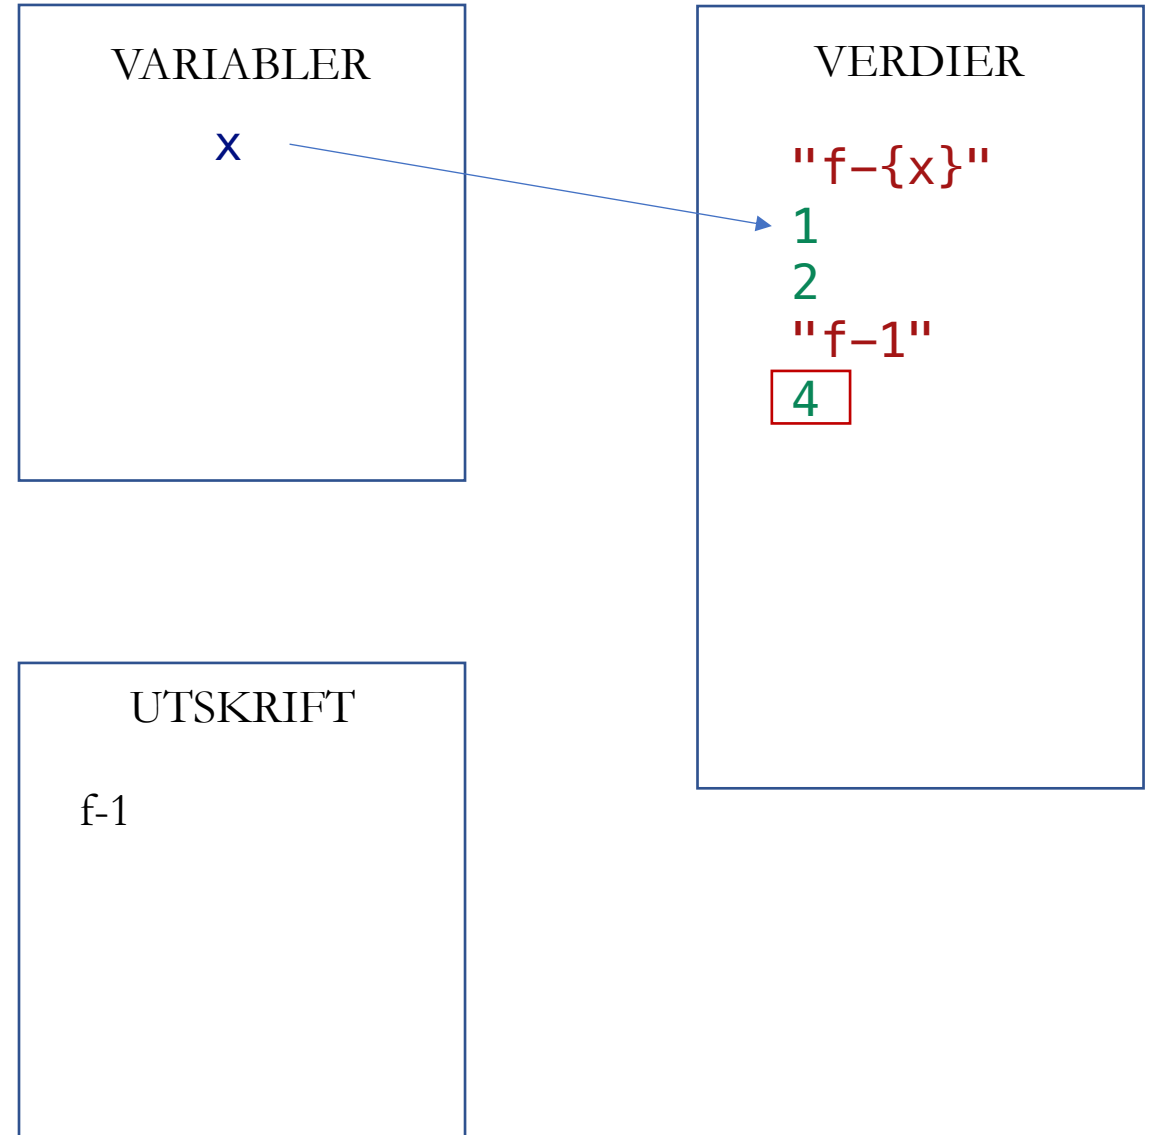 VARIABLER
x
VERDIER
"f-{x}"
1
2
"f-1"
4
UTSKRIFT
f-1